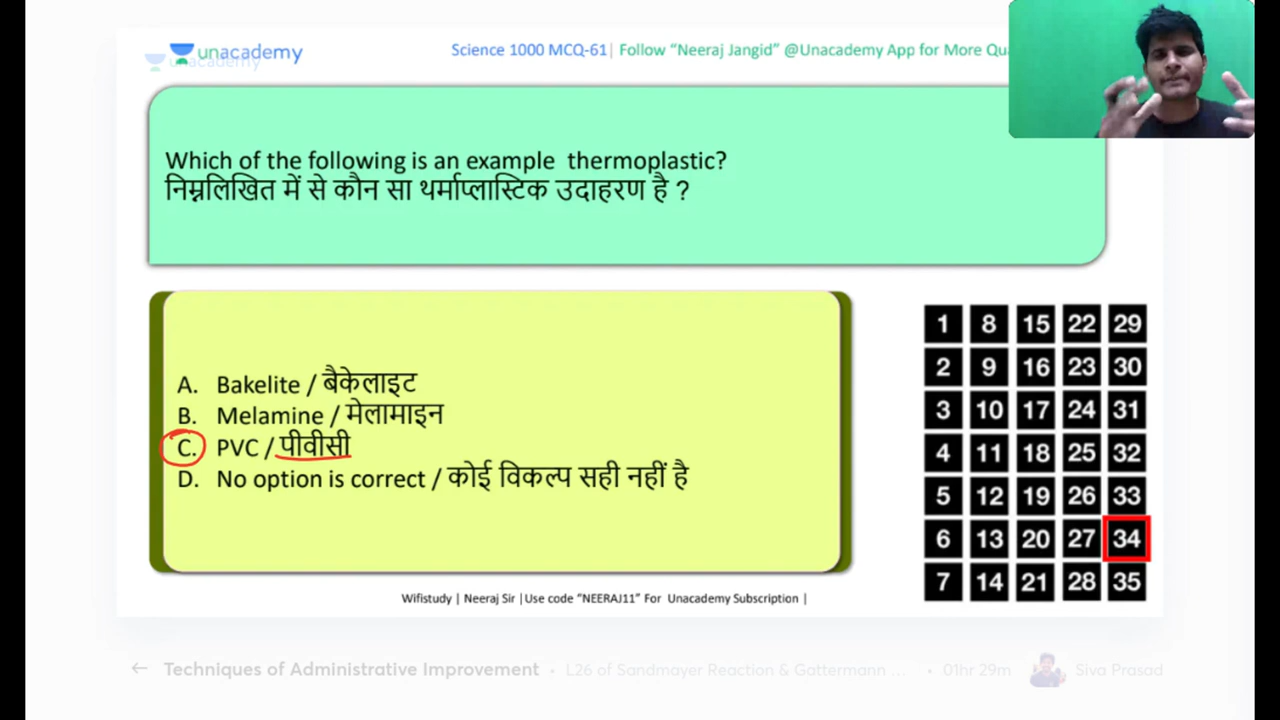 unacademy
unacademy
Science 1000 MCQ-61| Follow “Neeraj Jangid” @Unacademy App for More Qu
Which of the following is an example thermoplastic?
निम्नलिखित में से कौन सा थर्माप्लास्टिक उदाहरण है ?
A. Bakelite / बैकेलाइट
B. Melamine / मेलामाइन
C. PVC / पीवीसी
D. No option is correct / कोई विकल्प सही नहीं है
1 8 15 22 29
2 9 16 23 30
3 10 17 24 31
4 11 18 25 32
5 12 19 26 33
6 13 20 27 34
7 14 21 28 35
Wifistudy | Neeraj Sir |Use code “NEERAJ11” For Unacademy Subscription |
← Techniques of Administrative Improvement • L26 of Sandmayer Reaction & Gattermann ... • 01hr 29m Siva Prasad